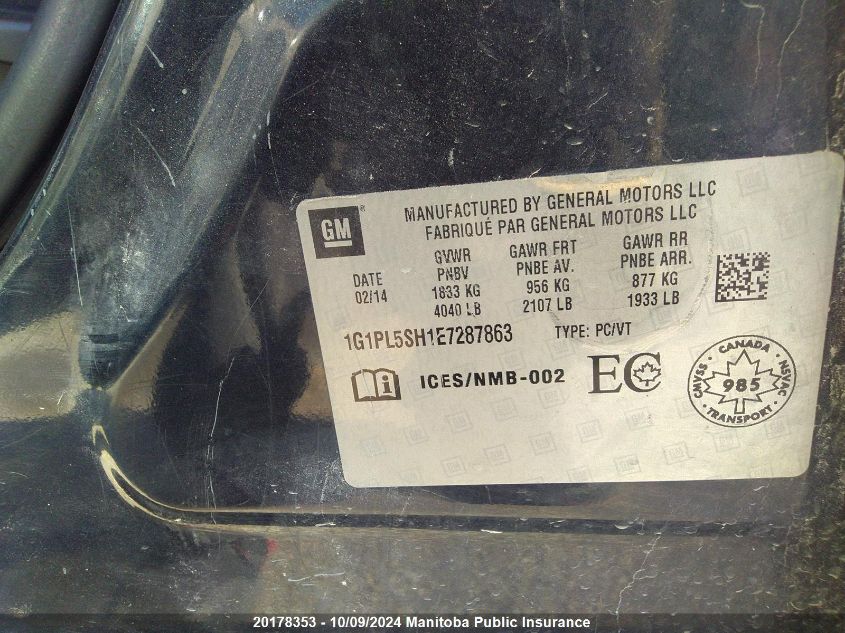 GM ®
MANUFACTURED BY GENERAL MOTORS LLC
FABRIQUÉ PAR GENERAL MOTORS LLC
DATE
02/14
GVWR
PNBV
1833 KG
4040 LB
GAWR FRT
PNBE AV.
956 KG
2107 LB
GAWR RR
PNBE ARR.
877 KG
1933 LB
1G1PL5SH1E7287863 TYPE: PC/VT
i ICES/NMB-002 EC
CANADA
CMVSS 985 NSVAC
TRANSPORT
20178353 - 10/09/2024 Manitoba Public Insurance